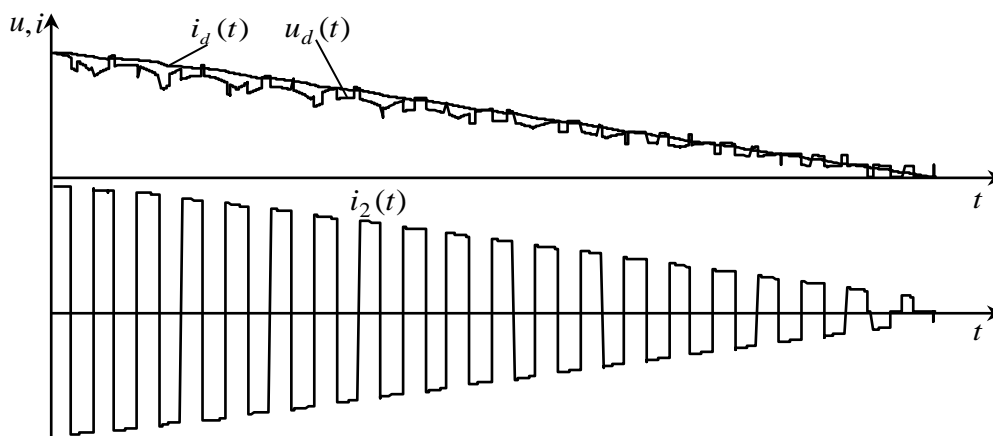 u, i
i_d(t)
u_d(t)
t
i_2(t)
t